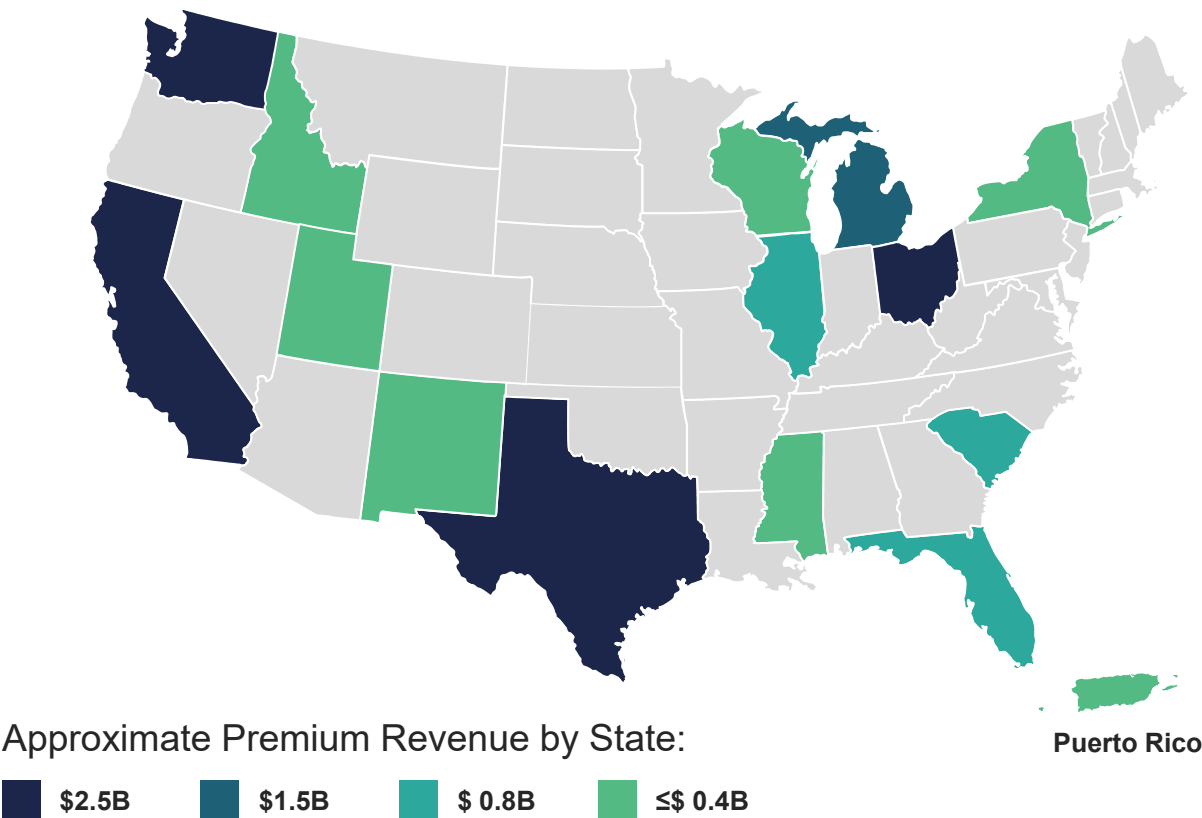 Puerto Rico
Approximate Premium Revenue by State:
$2.5B
$1.5B
$ 0.8B
≤$ 0.4B